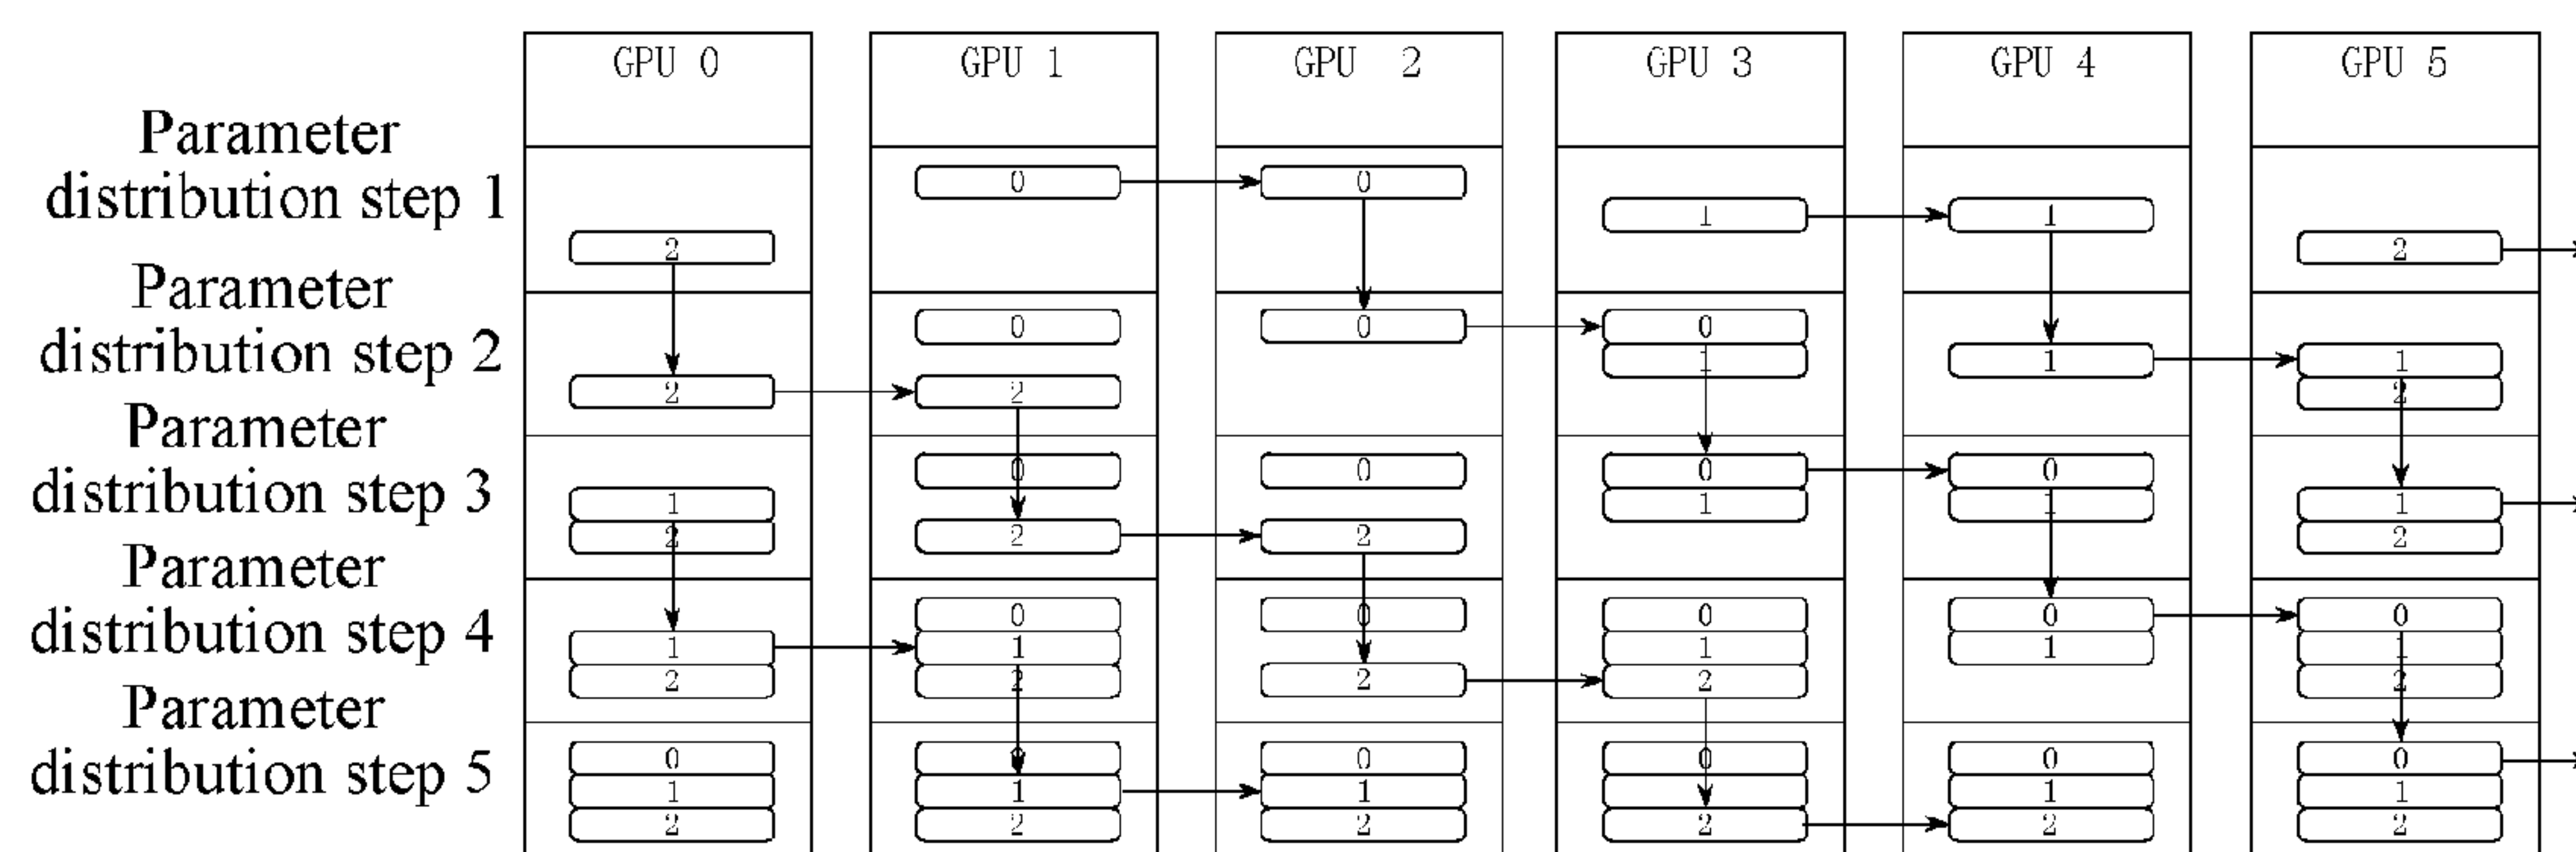 GPU 0 GPU 1 GPU 2 GPU 3 GPU 4 GPU 5
Parameter
distribution step 1
0 0
1 1
2 2
Parameter
distribution step 2
0 0 0
1 1 1
2 2 2
Parameter
distribution step 3
0 0 0 0
1 1 1 1
2 2 2 2
Parameter
distribution step 4
0 0 0 0 0
1 1 1 1 1
2 2 2 2 2
Parameter
distribution step 5
0 0 0 0 0 0
1 1 1 1 1
2 2 2 2 2 2